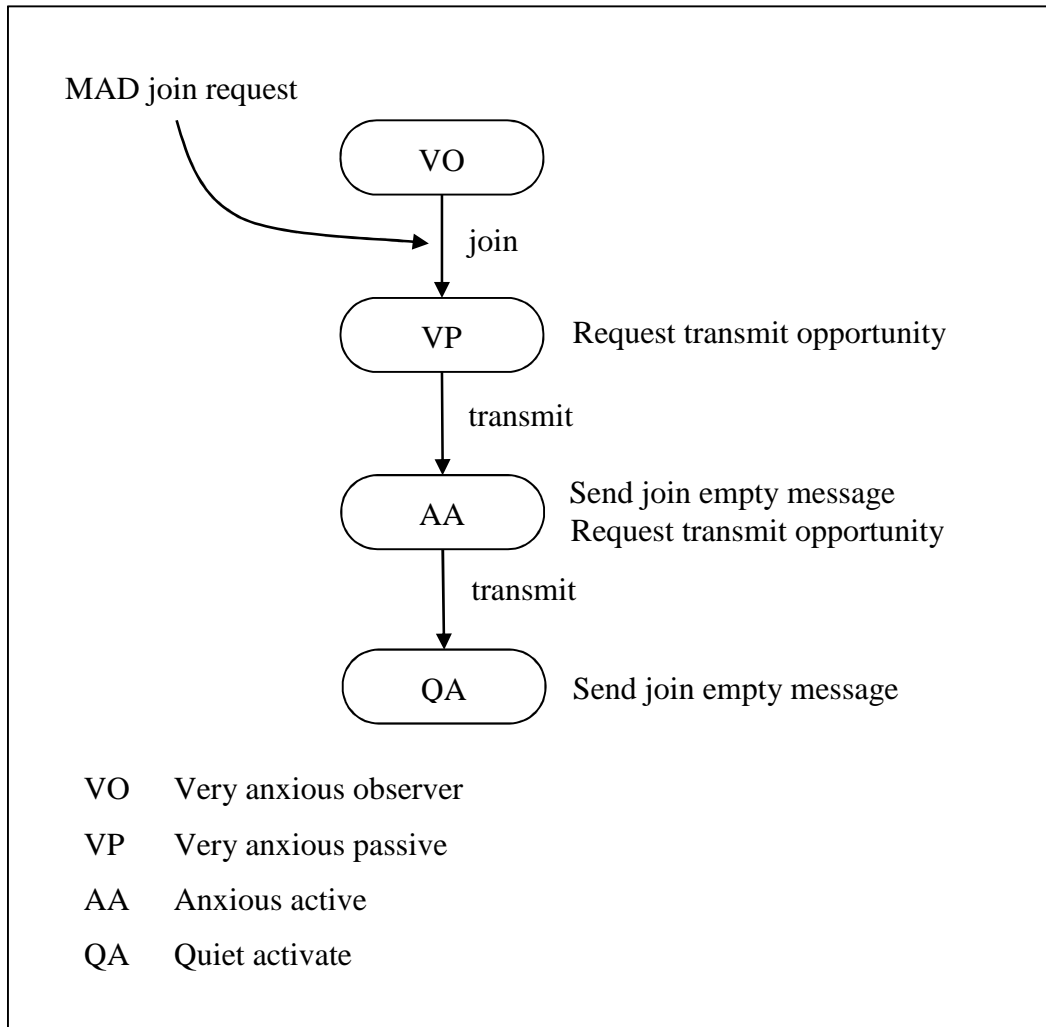 MAD join request
VO
join
VP
Request transmit opportunity
transmit
AA
Send join empty message
Request transmit opportunity
transmit
QA
Send join empty message
VO Very anxious observer
VP Very anxious passive
AA Anxious active
QA Quiet activate